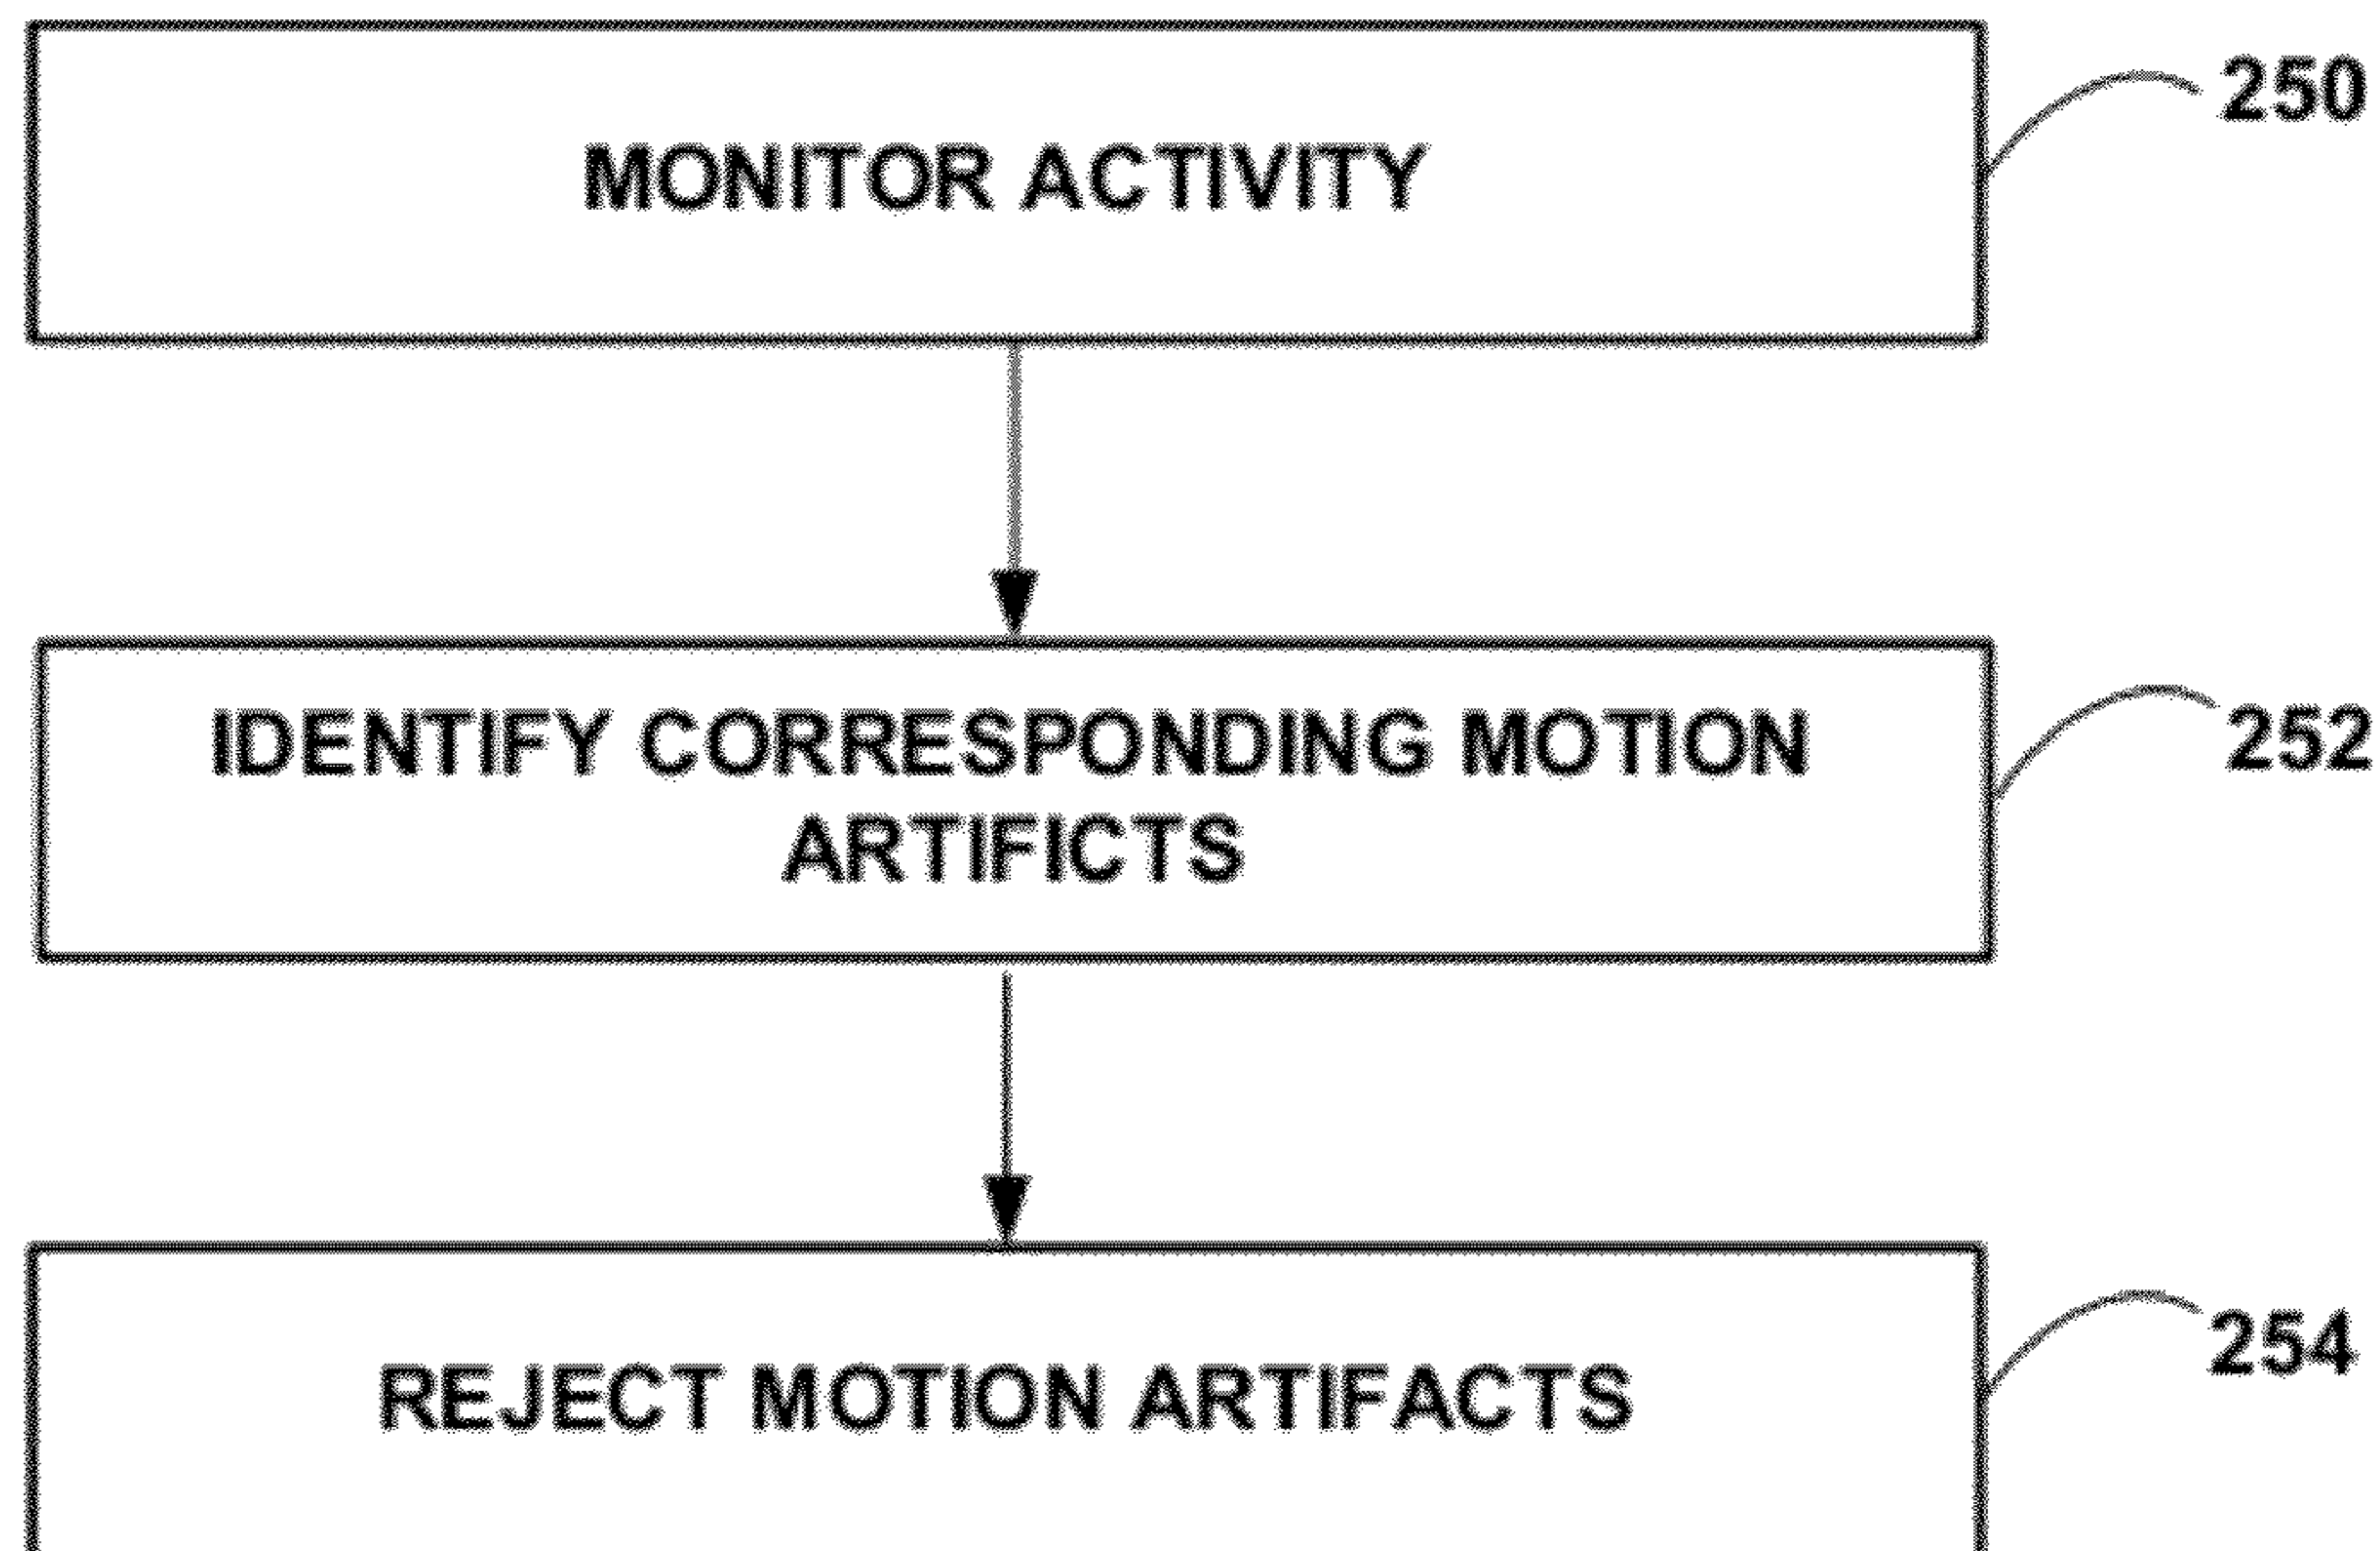 MONITOR ACTIVITY
250
IDENTIFY CORRESPONDING MOTION
ARTIFICTS
252
REJECT MOTION ARTIFACTS
254